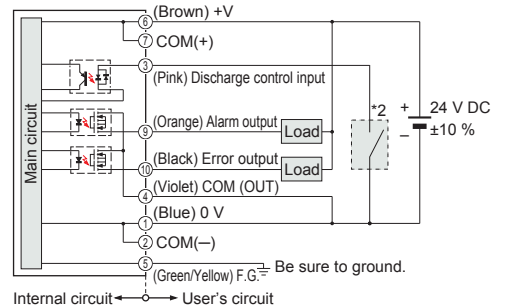 (Brown) +V
6
7 COM(+)
3
(Pink) Discharge control input
*2
+ 24 V DC
– ±10 %
Main circuit
(Orange) Alarm output
9
Load
(Black) Error output
10
Load
(Violet) COM (OUT)
4
(Blue) 0 V
1
2 COM(−)
5
(Green/Yellow) F.G.
Be sure to ground.
Internal circuit
User's circuit